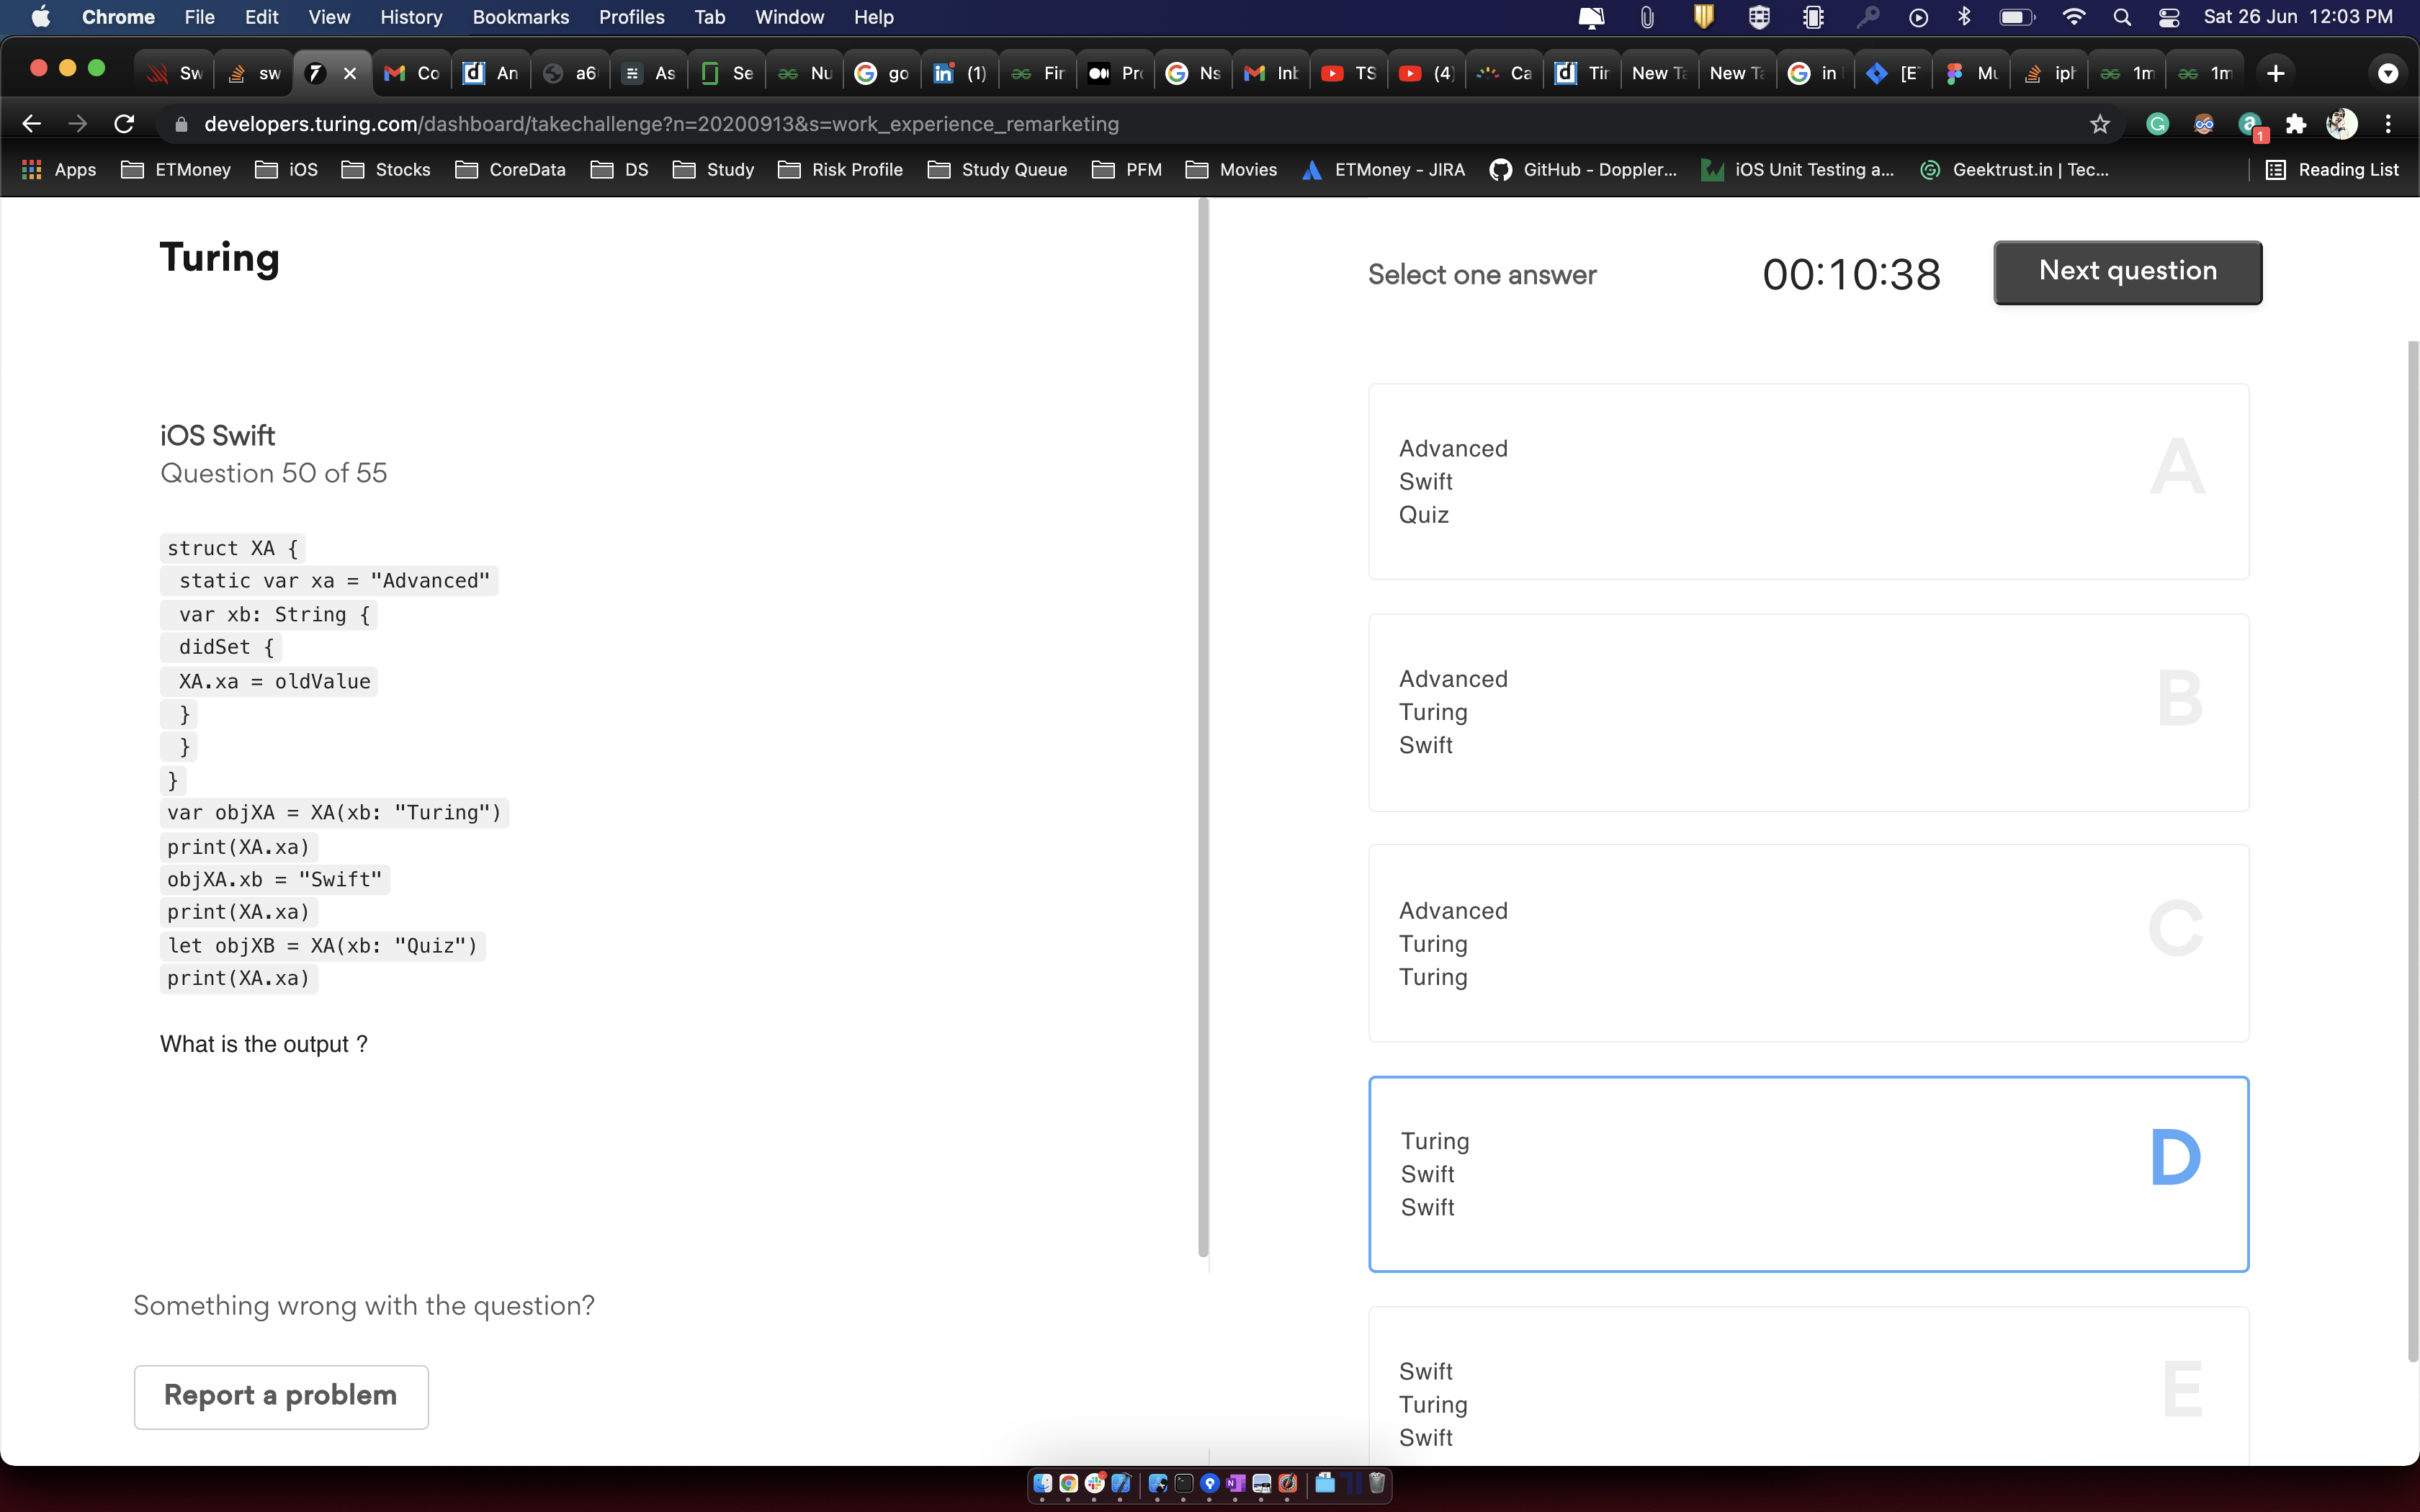 Chrome File Edit View History Bookmarks Profiles Tab Window Help Sat 26 Jun 12:03 PM
Sw sw Co An a6 As Se Nu go (1) Fir Pro Ns Inb TS (4) Ca Tir New Ta New Ta in [E Mu iph 1m 1m
developers.turing.com/dashboard/takechallenge?n=20200913&s=work_experience_remarketing 1
Apps ETMoney iOS Stocks CoreData DS Study Risk Profile Study Queue PFM Movies ETMoney - JIRA GitHub - Doppler... iOS Unit Testing a... Geektrust.in | Tec... Reading List
Turing
iOS Swift
Question 50 of 55
struct XA {
static var xa = "Advanced"
var xb: String {
didSet {
XA.xa = oldValue
}
}
}
var objXA = XA(xb: "Turing")
print(XA.xa)
objXA.xb = "Swift"
print(XA.xa)
let objXB = XA(xb: "Quiz")
print(XA.xa)
What is the output ?
Something wrong with the question?
Report a problem
Select one answer
00:10:38
Next question
Advanced
Swift
Quiz
A
Advanced
Turing
Swift
B
Advanced
Turing
Turing
C
Turing
Swift
Swift
D
Swift
Turing
Swift
E